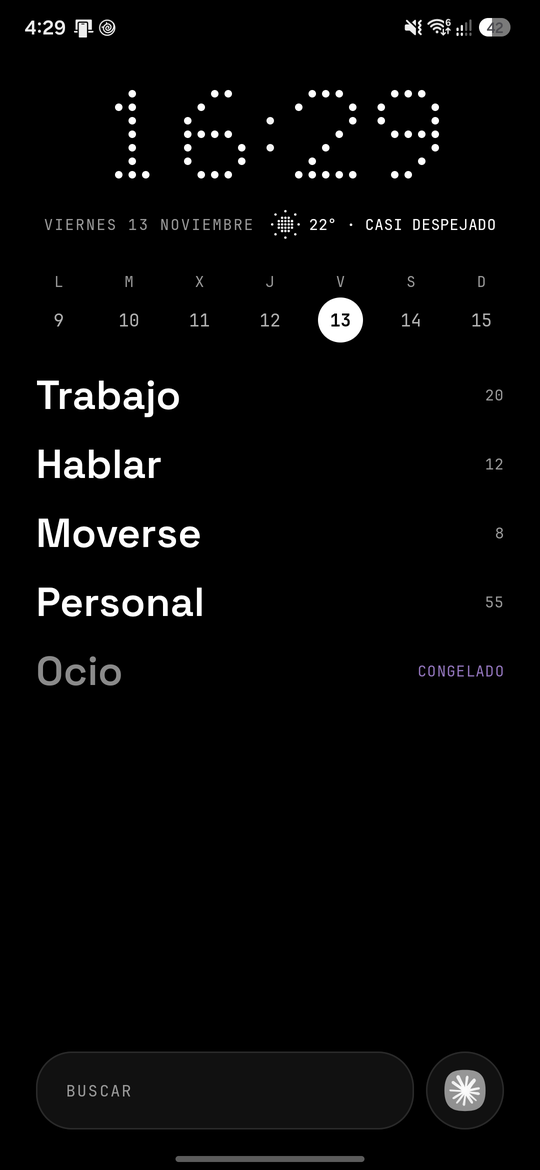 4:29 6 42
16:29
VIERNES 13 NOVIEMBRE 22° · CASI DESPEJADO
L M X J V S D
9 10 11 12 13 14 15
Trabajo 20
Hablar 12
Moverse 8
Personal 55
Ocio CONGELADO
BUSCAR